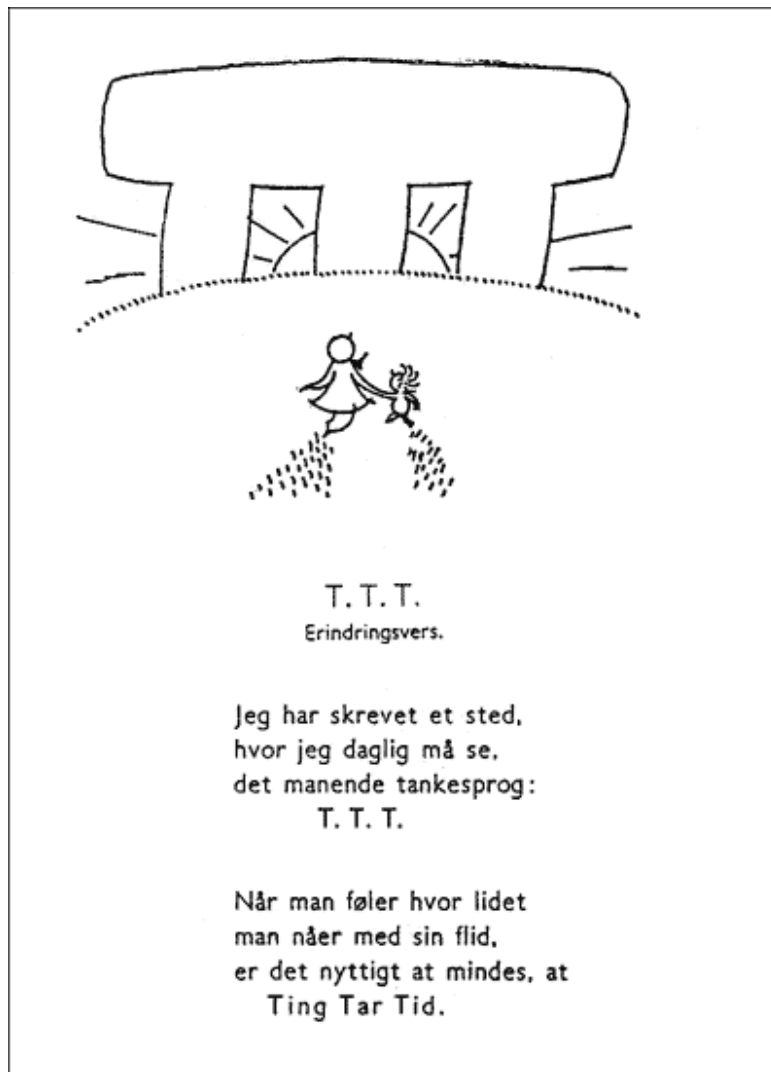 T. T. T.
Erindringsvers.
Jeg har skrevet et sted,
hvor jeg daglig må se,
det manende tankesprog:
T. T. T.
Når man føler hvor lidet
man nåer med sin flid,
er det nyttigt at mindes, at
Ting Tar Tid.